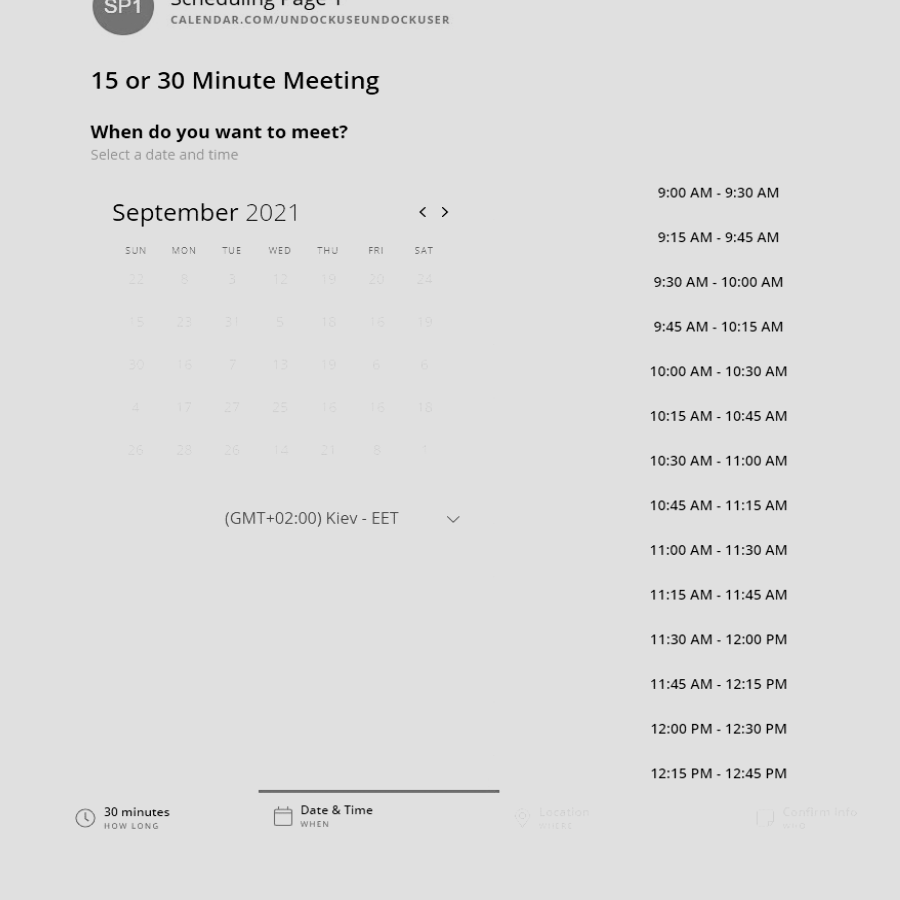 SP1
Scheduling Page 1
CALENDAR.COM/UNDOCKUSEUNDOCKUSER
15 or 30 Minute Meeting
When do you want to meet?
Select a date and time
September 2021
< >
SUN MON TUE WED THU FRI SAT
22 8 3 12 19 20 24
15 23 31 5 18 16 19
30 16 7 13 19 6 6
4 17 27 25 16 16 18
26 28 26 14 21 1
(GMT+02:00) Kiev - EET
9:00 AM - 9:30 AM
9:15 AM - 9:45 AM
9:30 AM - 10:00 AM
9:45 AM - 10:15 AM
10:00 AM - 10:30 AM
10:15 AM - 10:45 AM
10:30 AM - 11:00 AM
10:45 AM - 11:15 AM
11:00 AM - 11:30 AM
11:15 AM - 11:45 AM
11:30 AM - 12:00 PM
11:45 AM - 12:15 PM
12:00 PM - 12:30 PM
12:15 PM - 12:45 PM
30 minutes
HOW LONG
Date & Time
WHEN
Location
WHERE
Confirm Info
WHO